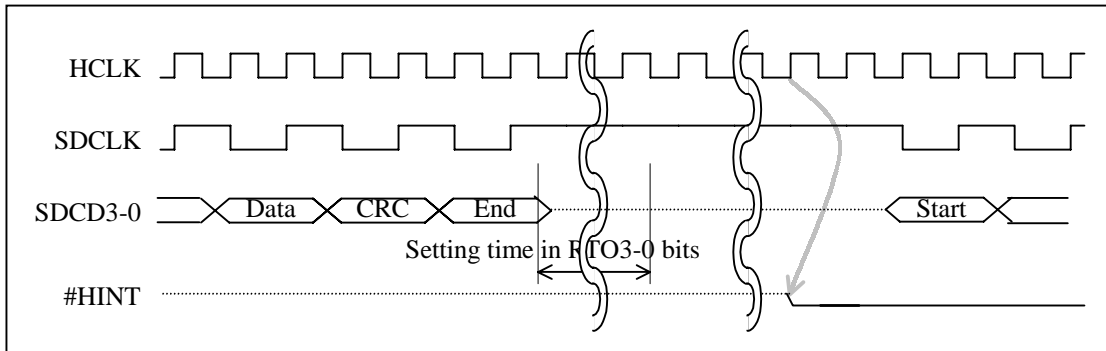 HCLK
SDCLK
SDCD3-0 Data CRC End Start
Setting time in RTO3-0 bits
#HINT